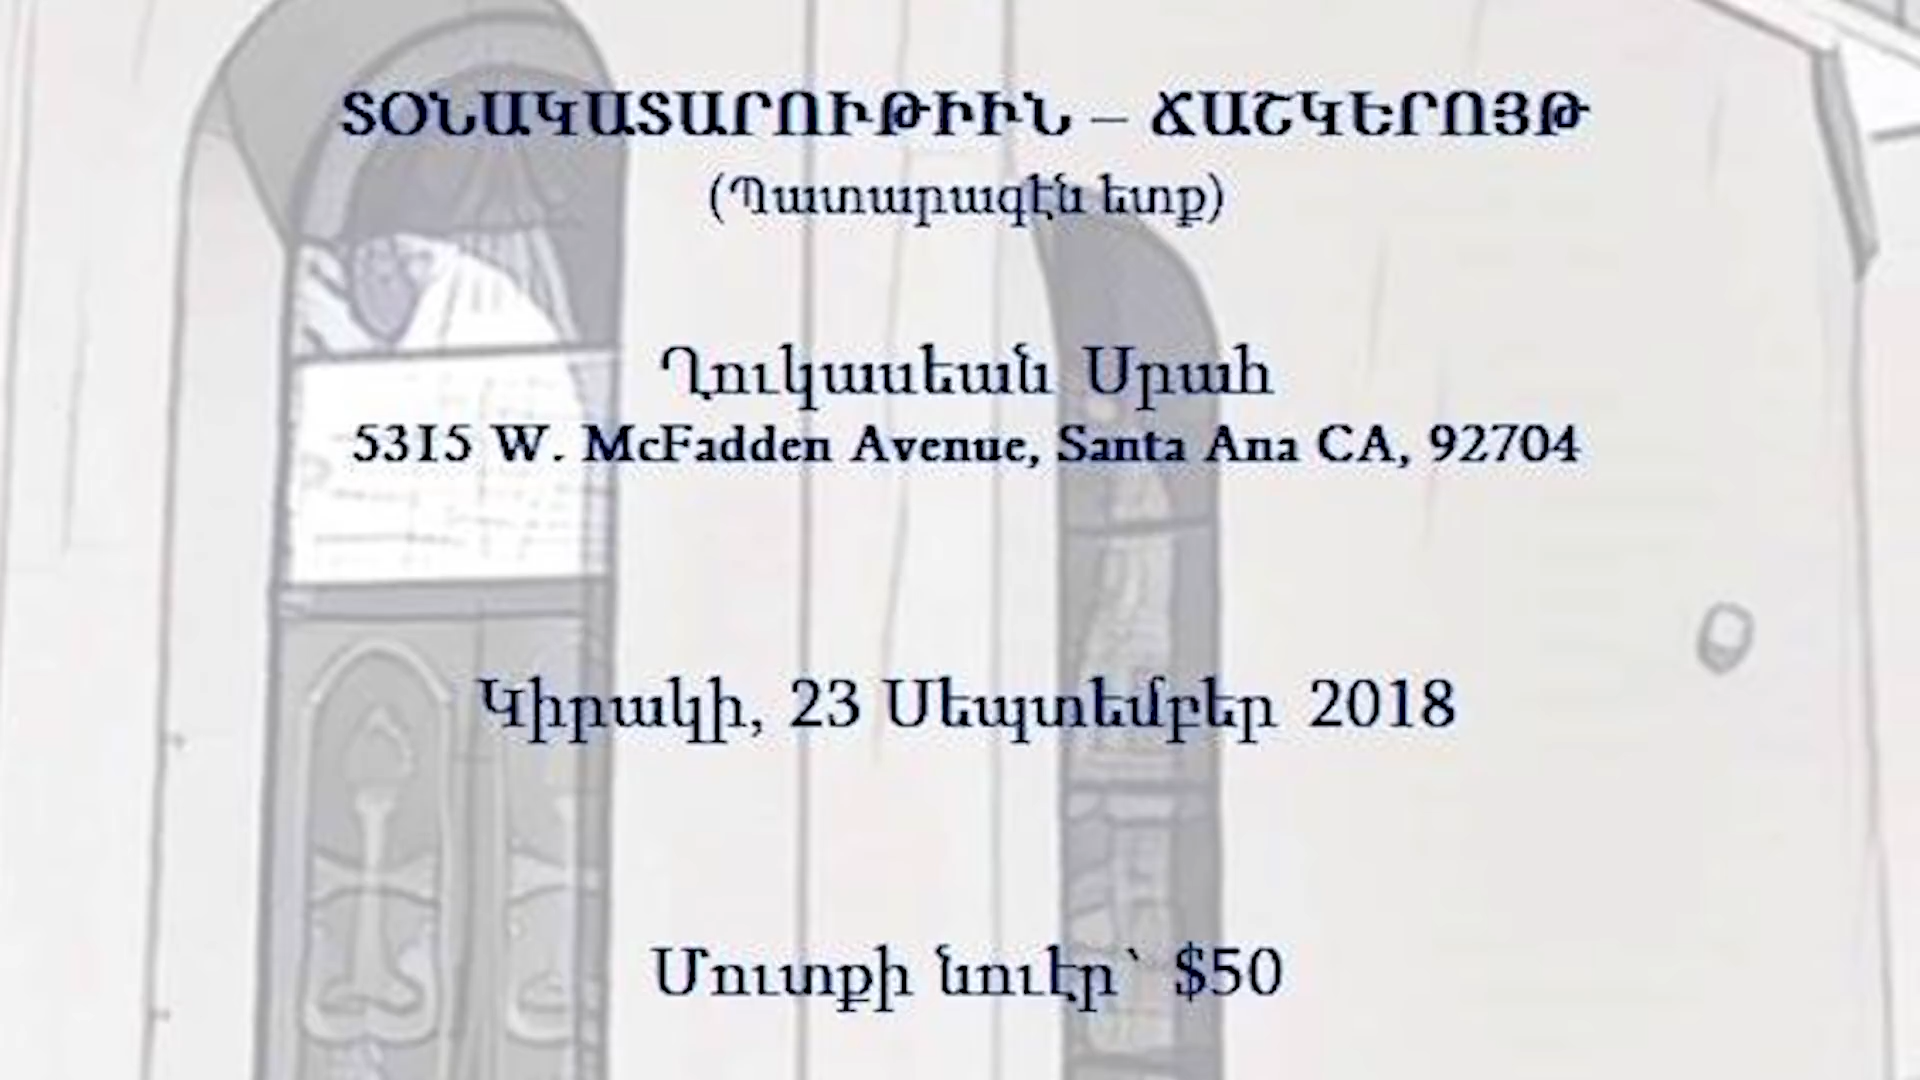 ՏՕՆԱԿԱՏԱՐՈՒԹԻՒՆ – ՃԱՇԿԵՐՈՅԹ
(Պատարագէն ետք)
Ղուկասեան Սրահ
5315 W. McFadden Avenue, Santa Ana CA, 92704
Կիրակի, 23 Սեպտեմբեր 2018
Մուտքի նուէր՝ $50